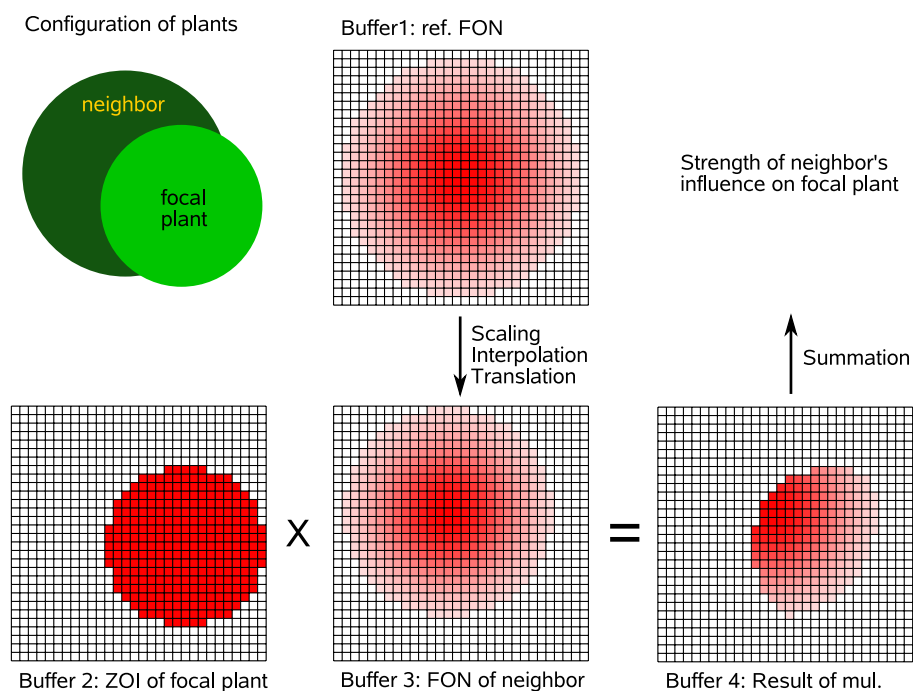 Configuration of plants
Buffer1: ref. FON
neighbor
focal
plant
Strength of neighbor's
influence on focal plant
Scaling
Interpolation
Translation
Summation
X
=
Buffer 2: ZOI of focal plant
Buffer 3: FON of neighbor
Buffer 4: Result of mul.